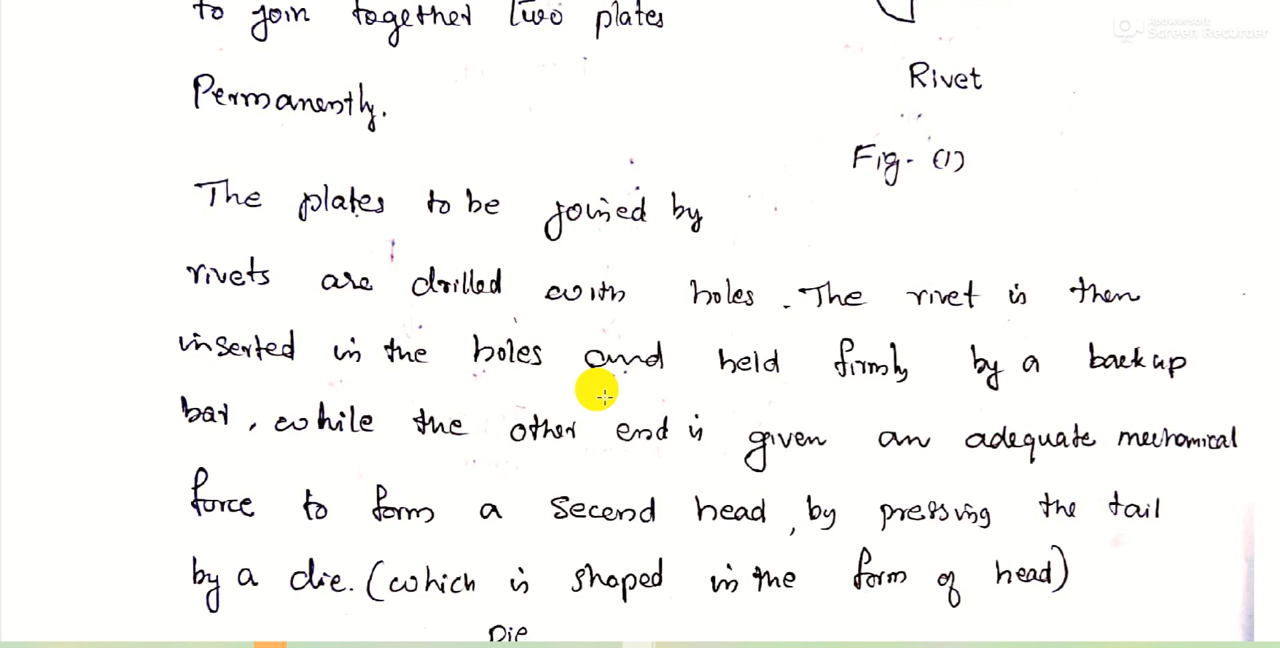 to join together two plates
Apowersoft
Screen Recorder
Rivet
Permanently.
Fig- (1)
The plates to be joined by
rivets are drilled with holes. The rivet is then
inserted in the holes and held firmly by a backup
bar, while the other end is given an adequate mechanical
force to form a second head, by pressing the tail
by a die. (which is shaped in the form of head)
Die